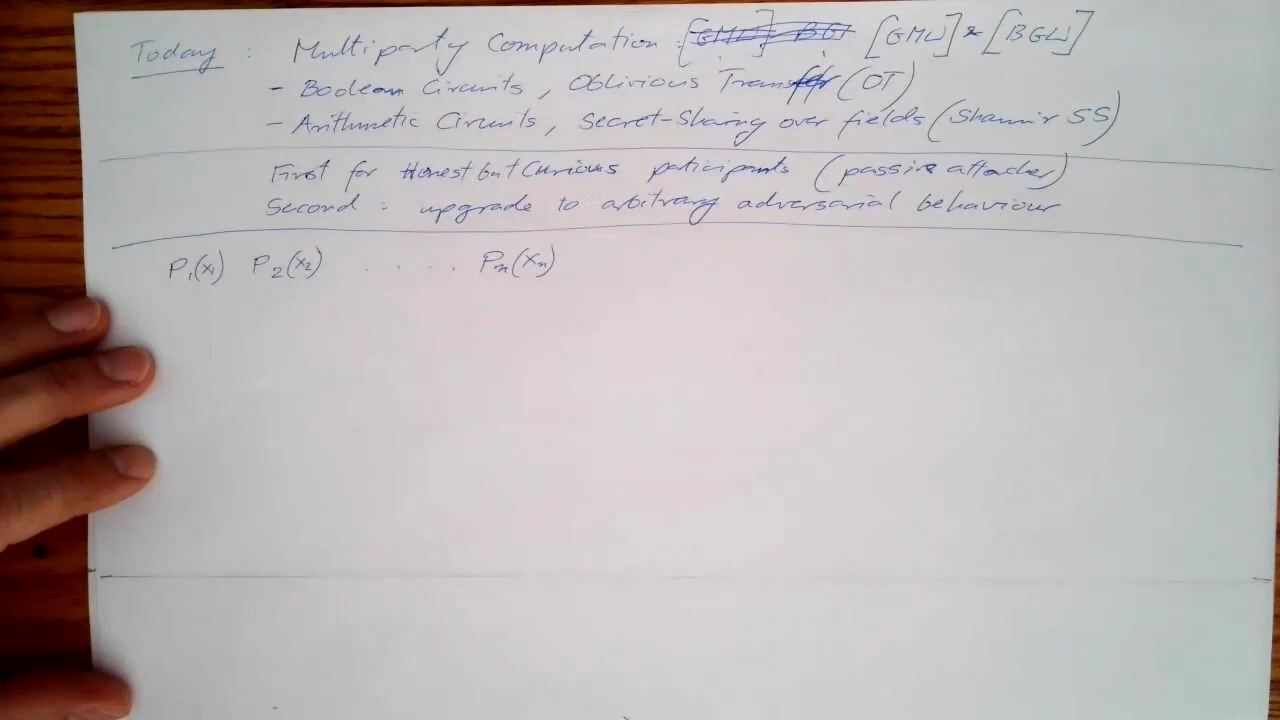 Today : Multiparty Computation : [GMW] & [BGW]
- Boolean Circuits, Oblivious Transfer (OT)
- Arithmetic Circuits, Secret-Sharing over fields (Shamir SS)
First for Honest but Curious participants (passive attacker)
Second : upgrade to arbitrary adversarial behaviour
P₁(x₁) P₂(x₂) . . . . . Pₙ(xₙ)